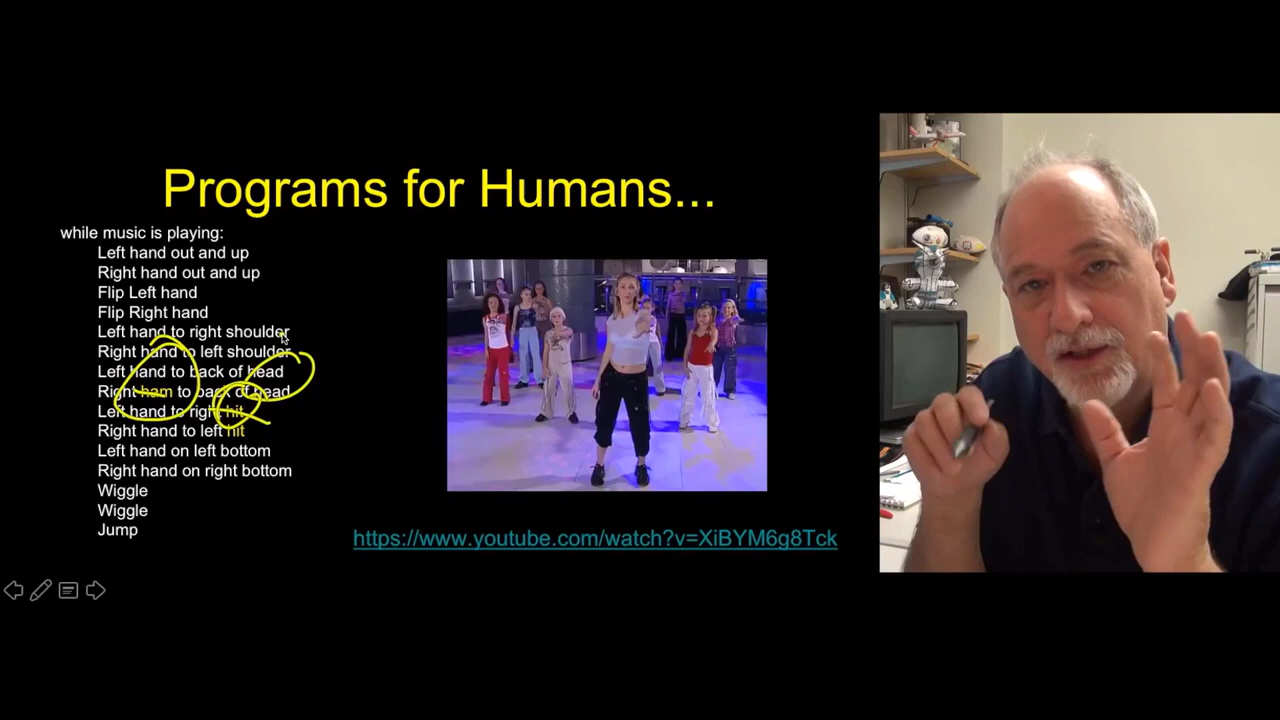 Programs for Humans...
while music is playing:
Left hand out and up
Right hand out and up
Flip Left hand
Flip Right hand
Left hand to right shoulder
Right hand to left shoulder
Left hand to back of head
Right ham to back of head
Left hand to right hit
Right hand to left hit
Left hand on left bottom
Right hand on right bottom
Wiggle
Wiggle
Jump
https://www.youtube.com/watch?v=XiBYM6g8Tck